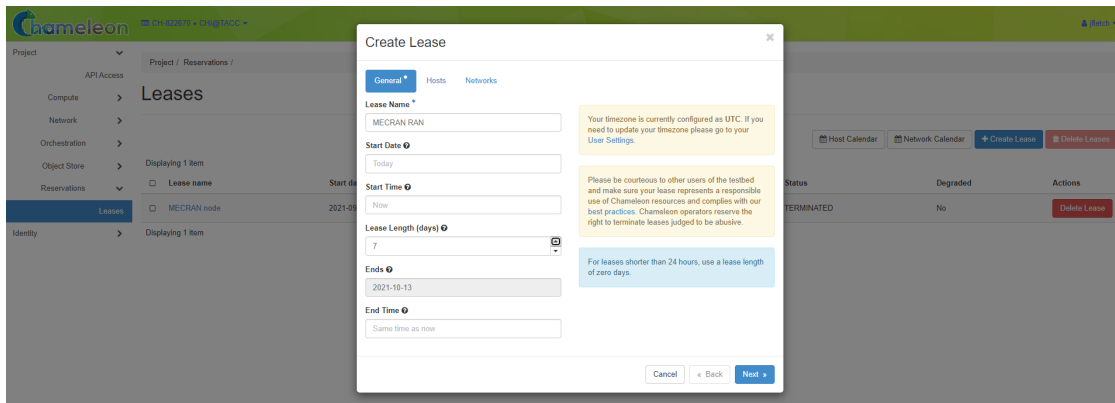 Chameleon
CH-822670 • CHI@TACC
jfletch
Project
API Access
Compute
Network
Orchestration
Object Store
Reservations
Leases
Identity
Project / Reservations /
Leases
Host Calendar
Network Calendar
+ Create Lease
Delete Leases
Displaying 1 item
Lease name
Start da
Status
Degraded
Actions
MECRAN node
2021-09
TERMINATED
No
Delete Lease
Displaying 1 item
Create Lease
×
General *
Hosts
Networks
Lease Name *
MECRAN RAN
Start Date
Today
Start Time
Now
Lease Length (days)
7
Ends
2021-10-13
End Time
Same time as now
Your timezone is currently configured as UTC. If you
need to update your timezone please go to your
User Settings.
Please be courteous to other users of the testbed
and make sure your lease represents a responsible
use of Chameleon resources and complies with our
best practices. Chameleon operators reserve the
right to terminate leases judged to be abusive.
For leases shorter than 24 hours, use a lease length
of zero days.
Cancel
« Back
Next »